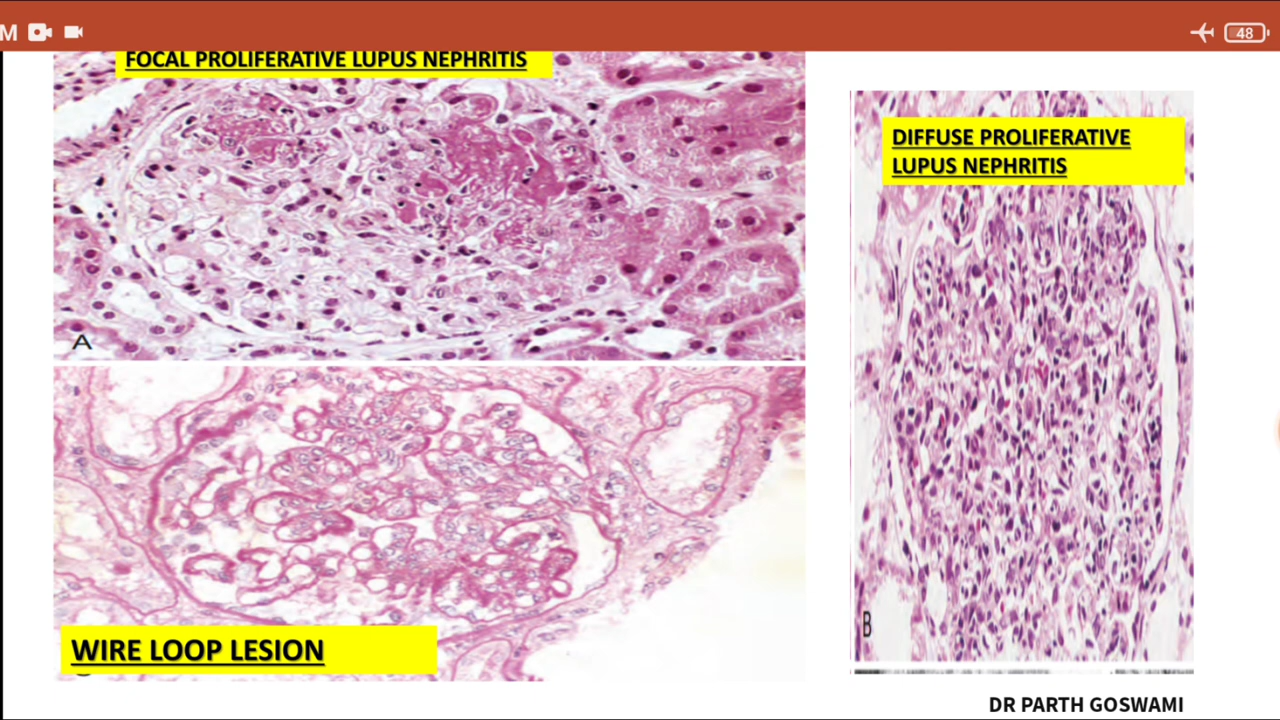 M
48
FOCAL PROLIFERATIVE LUPUS NEPHRITIS
A
DIFFUSE PROLIFERATIVE
LUPUS NEPHRITIS
B
WIRE LOOP LESION
DR PARTH GOSWAMI